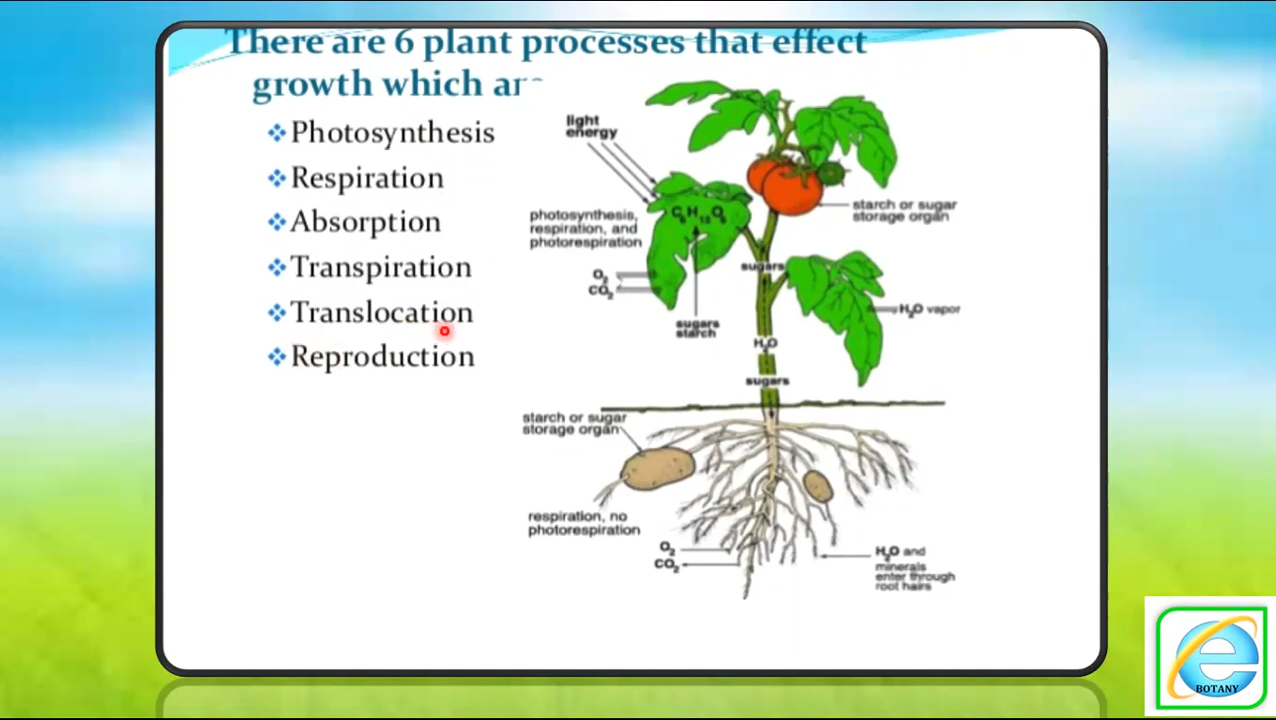 There are 6 plant processes that effect
growth which ar
Photosynthesis
Respiration
Absorption
Transpiration
Translocation
Reproduction
light
energy
photosynthesis,
respiration, and
photorespiration
C6H12O6
O2
CO2
sugars
starch
starch or sugar
storage organ
sugars
H2O vapor
H2O
sugars
starch or sugar
storage organ
respiration, no
photorespiration
O2
CO2
H2O and
minerals
enter through
root hairs
e
BOTANY